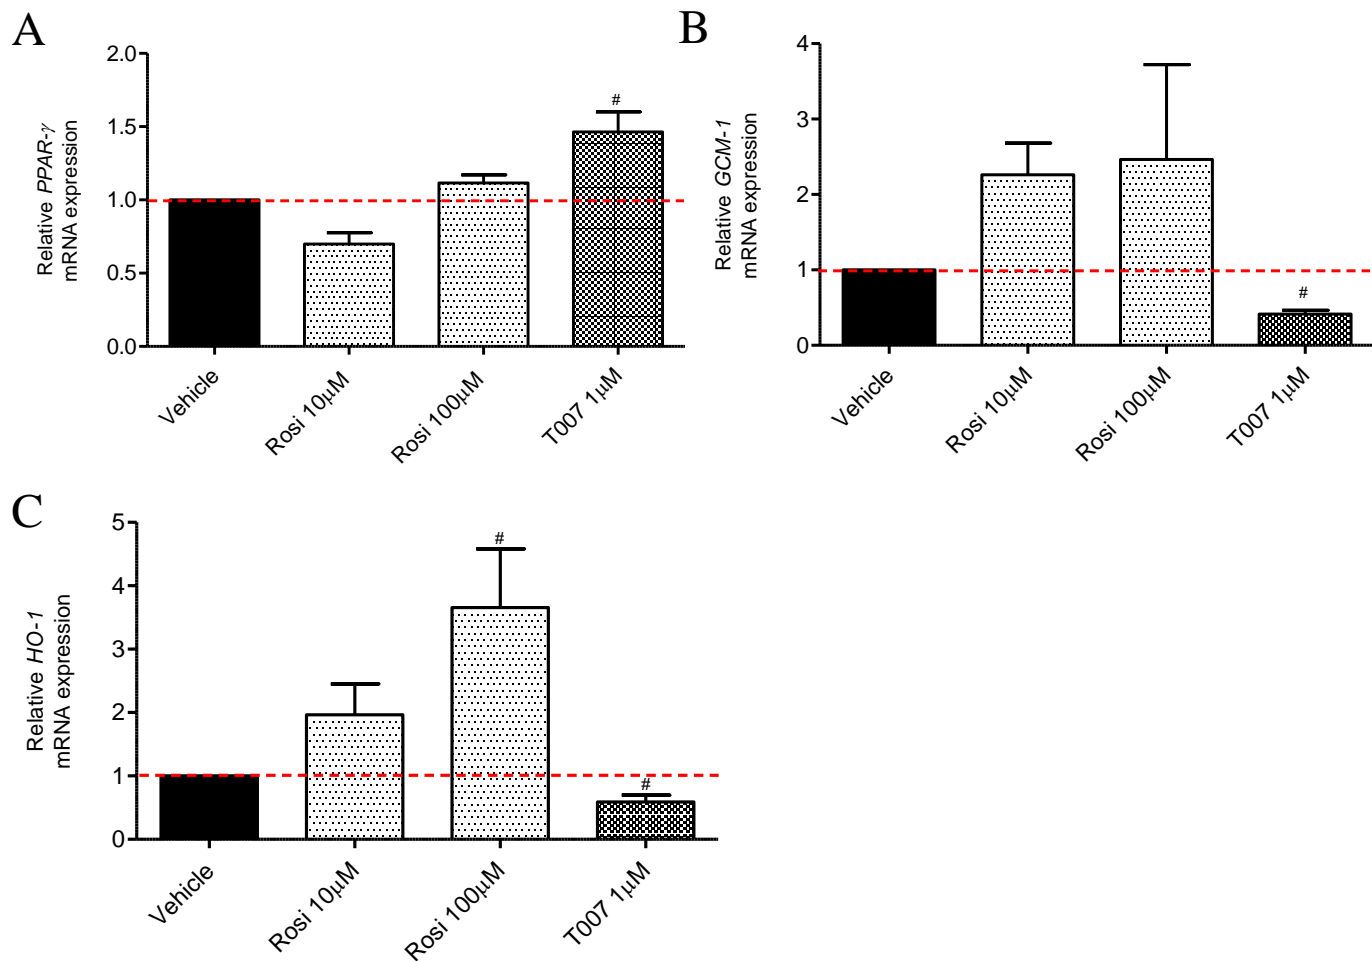 A
Relative PPAR-γ
mRNA expression
2.0
1.5
1.0
0.5
0.0
#
Vehicle
Rosi 10μM
Rosi 100μM
T007 1μM
B
Relative GCM-1
mRNA expression
4
3
2
1
0
#
Vehicle
Rosi 10μM
Rosi 100μM
T007 1μM
C
Relative HO-1
mRNA expression
5
4
3
2
1
0
#
#
Vehicle
Rosi 10μM
Rosi 100μM
T007 1μM